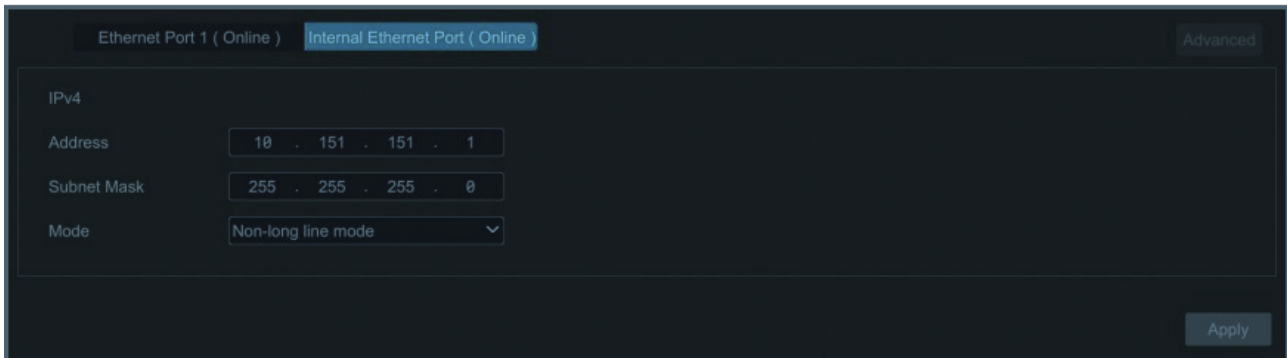 Ethernet Port 1 ( Online ) Internal Ethernet Port ( Online ) Advanced
IPv4
Address 10 . 151 . 151 . 1
Subnet Mask 255 . 255 . 255 . 0
Mode Non-long line mode
Apply